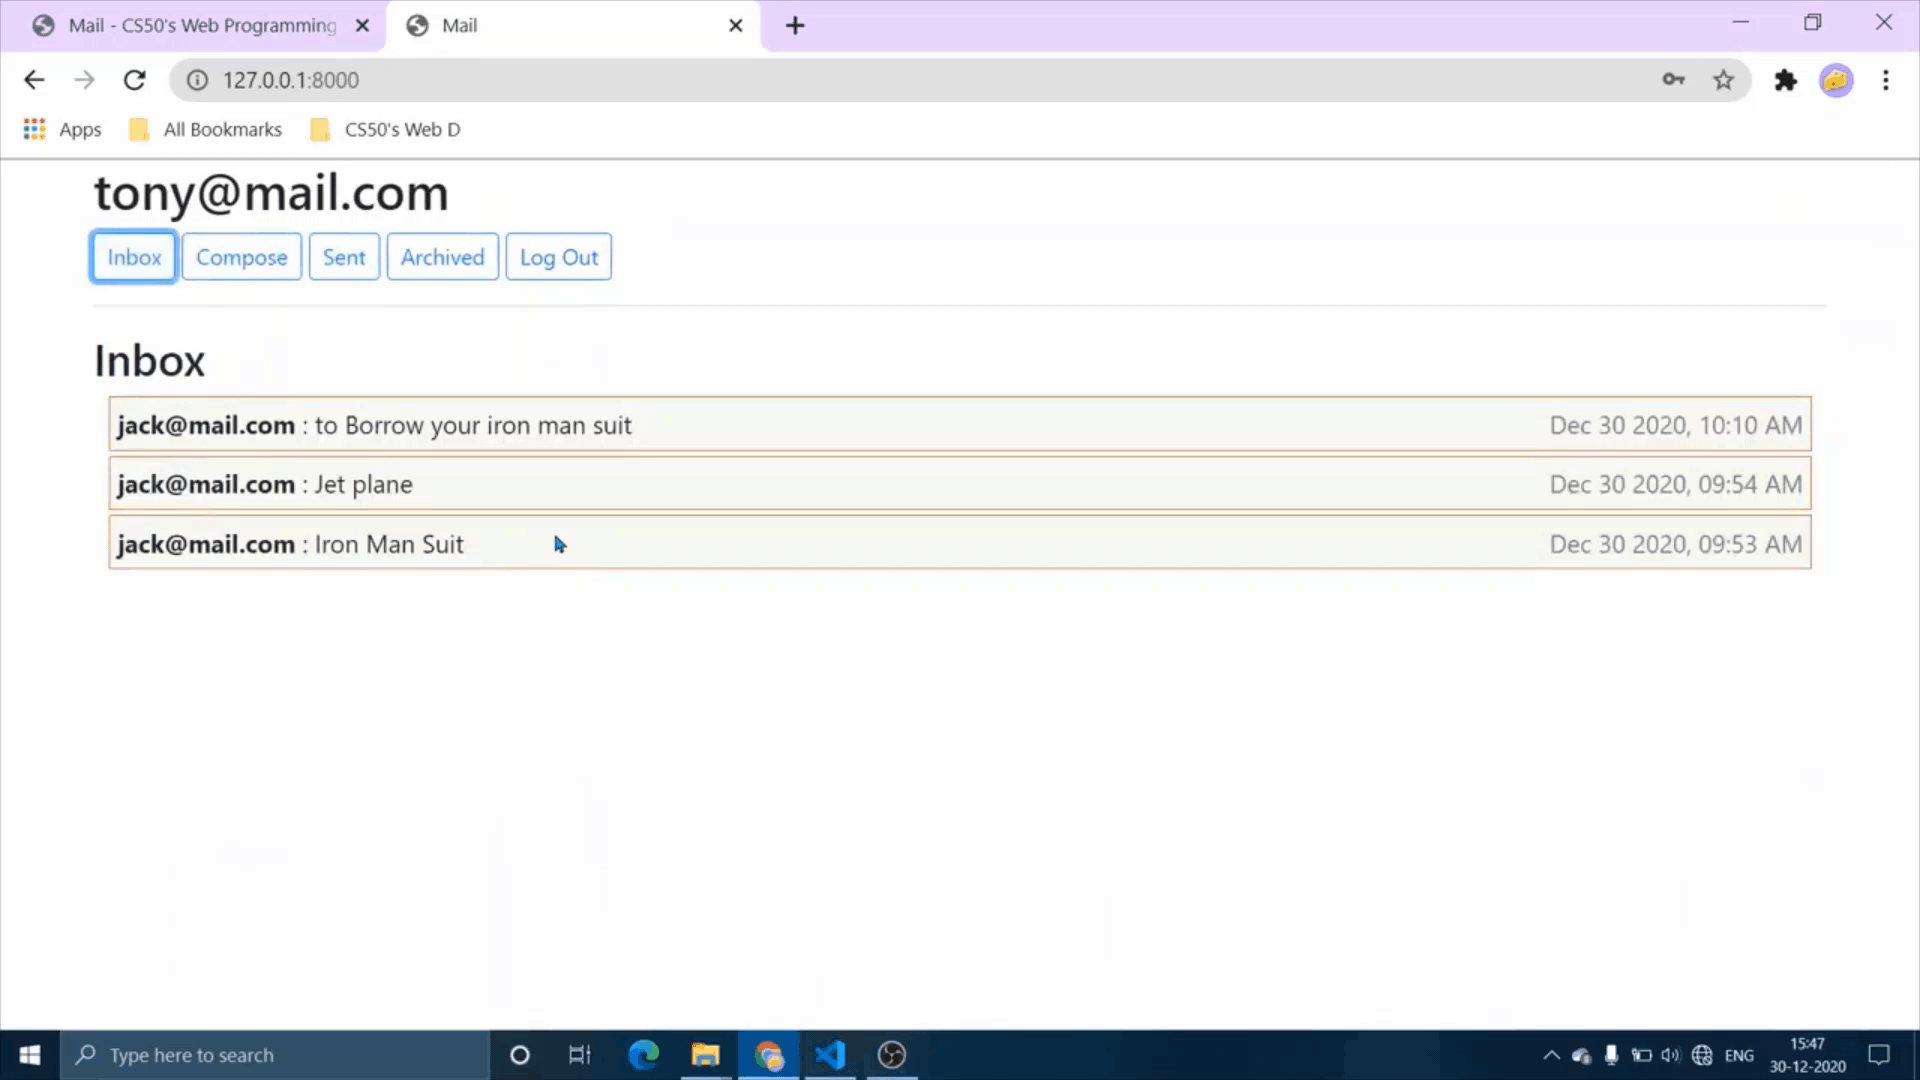 Mail - CS50's Web Programming
Mail
127.0.0.1:8000
Apps
All Bookmarks
CS50's Web D
tony@mail.com
Inbox
Compose
Sent
Archived
Log Out
Inbox
jack@mail.com : to Borrow your iron man suit Dec 30 2020, 10:10 AM
jack@mail.com : Jet plane Dec 30 2020, 09:54 AM
jack@mail.com : Iron Man Suit Dec 30 2020, 09:53 AM
Type here to search
ENG
15:47
30-12-2020